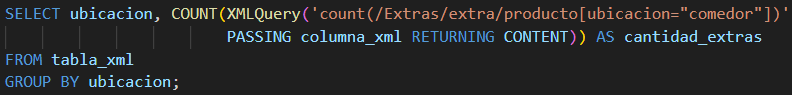 SELECT ubicacion, COUNT(XMLQuery('count(/Extras/extra/producto[ubicacion="comedor"])'
PASSING columna_xml RETURNING CONTENT)) AS cantidad_extras
FROM tabla_xml
GROUP BY ubicacion;